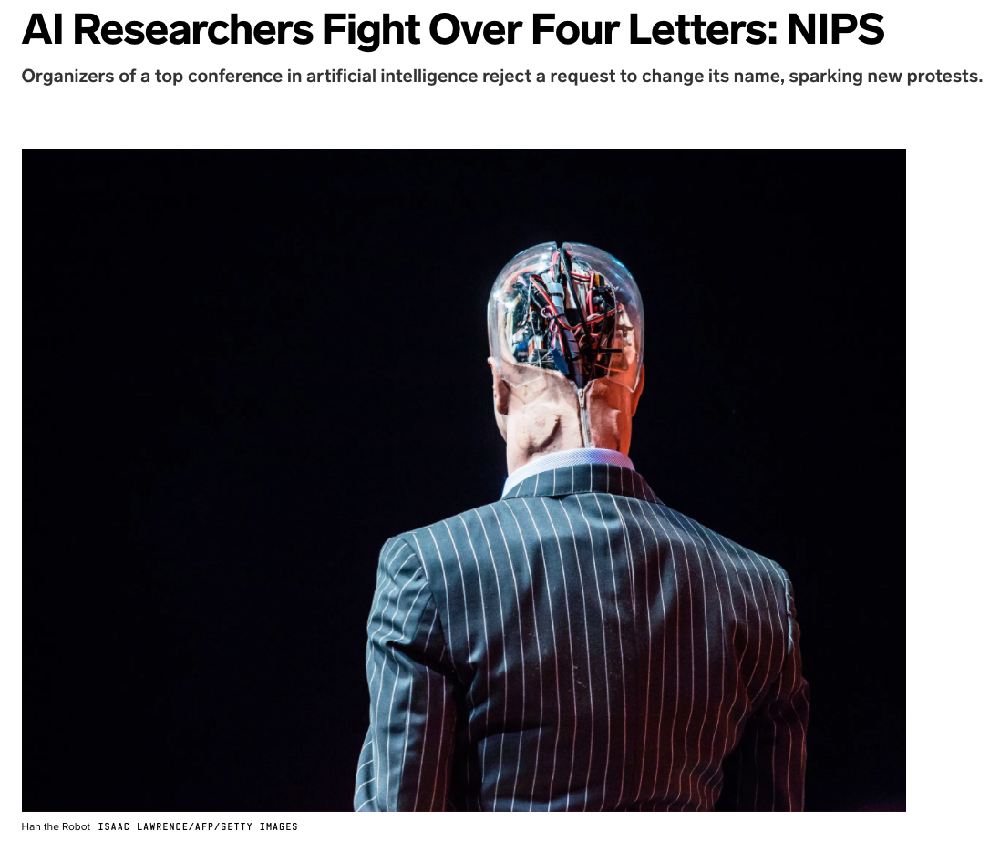 AI Researchers Fight Over Four Letters: NIPS
Organizers of a top conference in artificial intelligence reject a request to change its name, sparking new protests.
Han the Robot ISAAC LAWRENCE/AFP/GETTY IMAGES